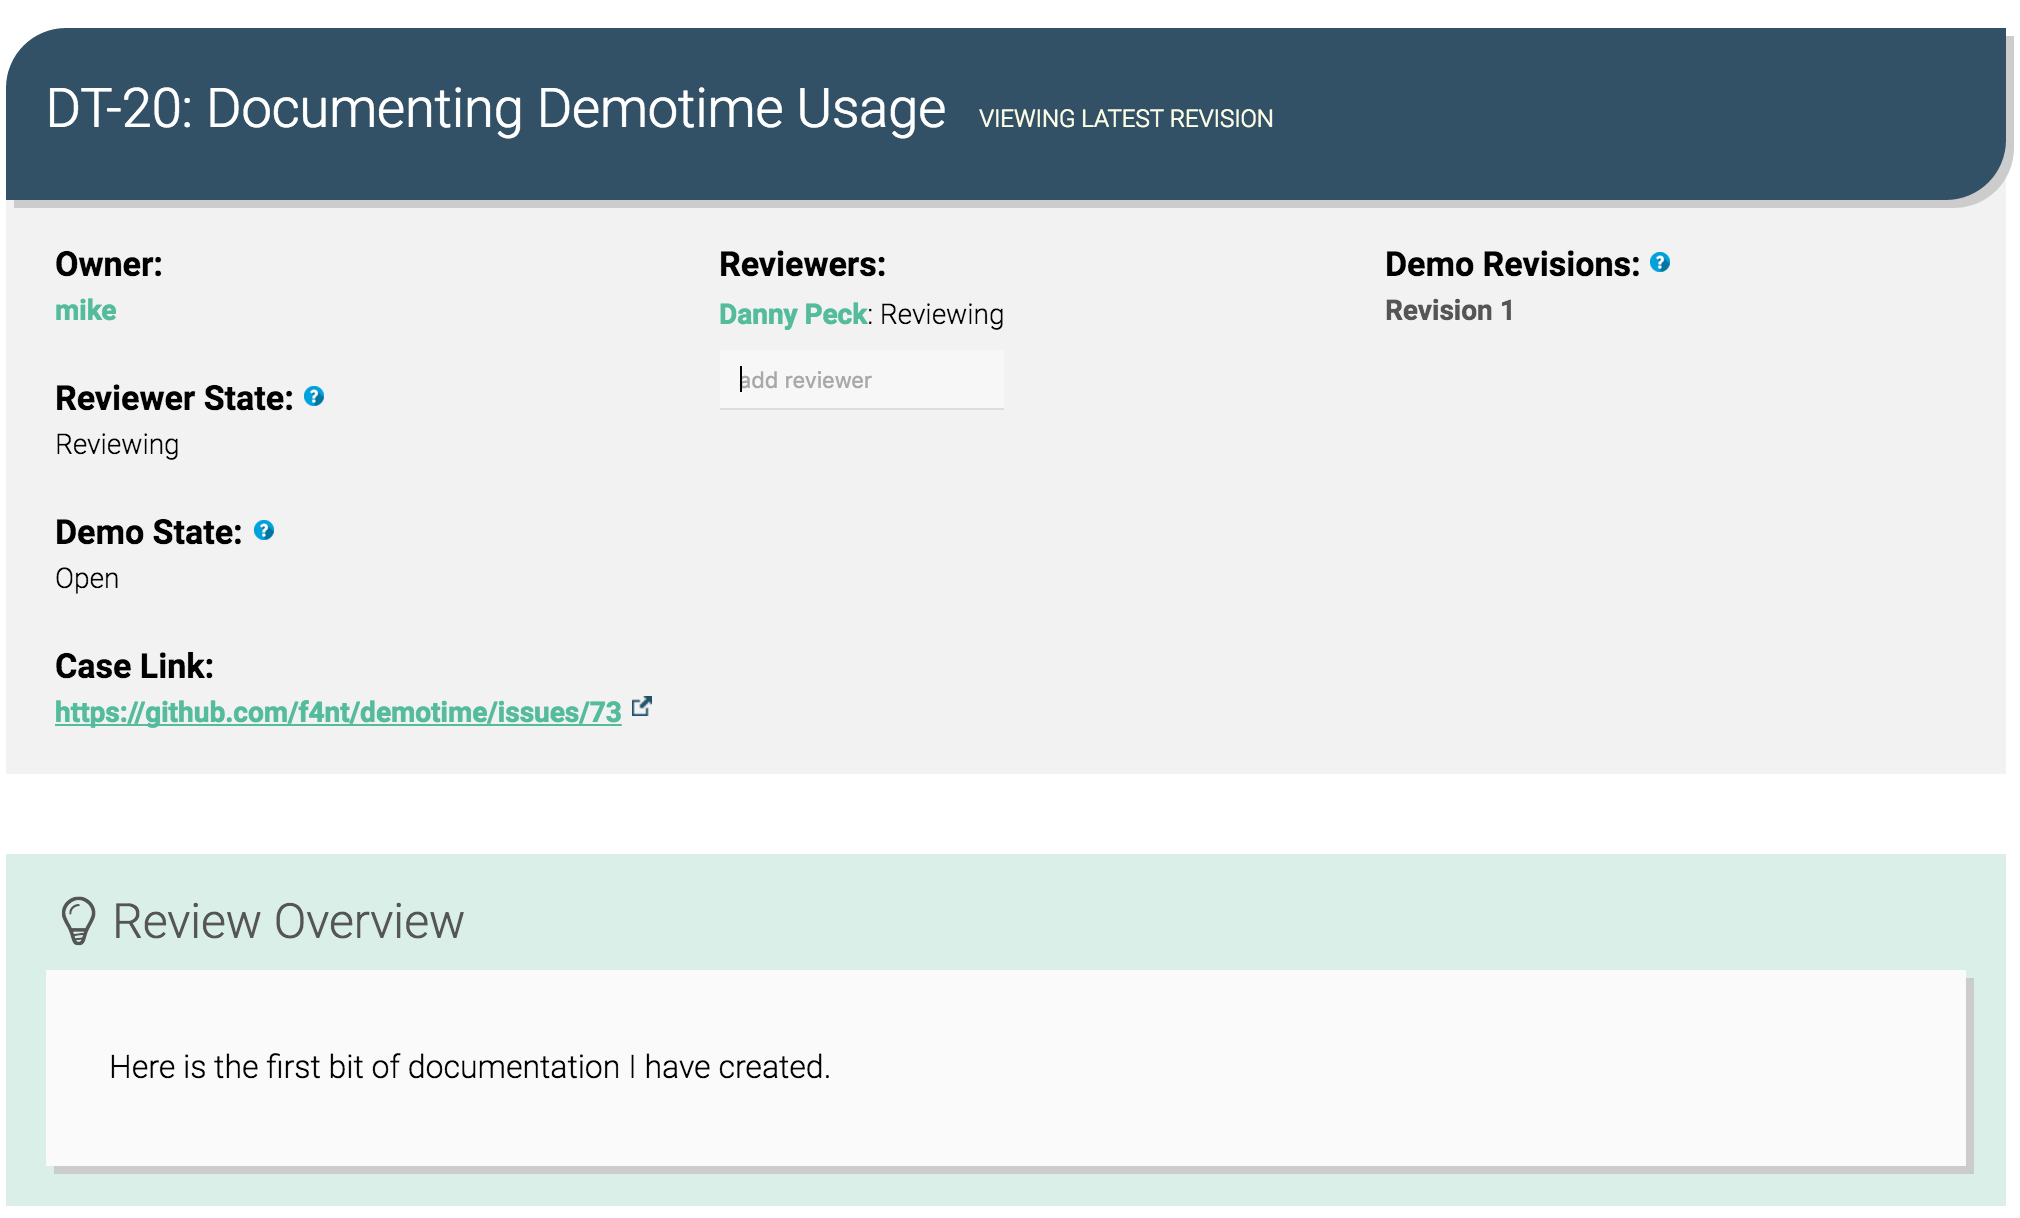 DT-20: Documenting Demotime Usage VIEWING LATEST REVISION
Owner:
mike
Reviewer State: ?
Reviewing
Demo State: ?
Open
Case Link:
https://github.com/f4nt/demotime/issues/73
Reviewers:
Danny Peck: Reviewing
add reviewer
Demo Revisions: ?
Revision 1
Review Overview
Here is the first bit of documentation I have created.